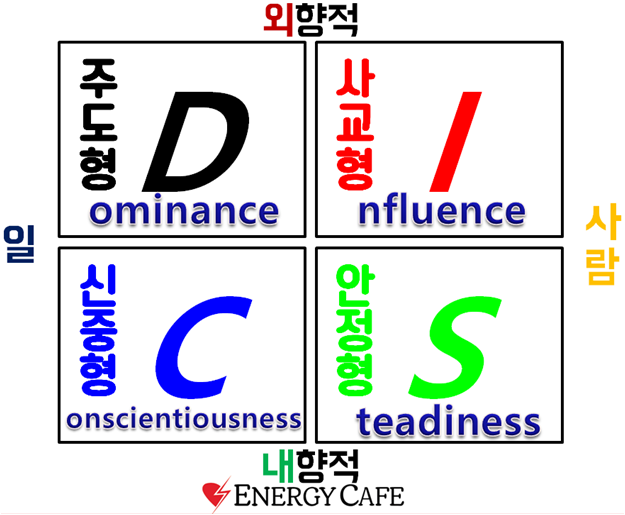 외향적
주도형
D
ominance
사교형
I
nfluence
일
사람
신중형
C
onscientiousness
안정형
S
teadiness
내향적
ENERGY CAFE